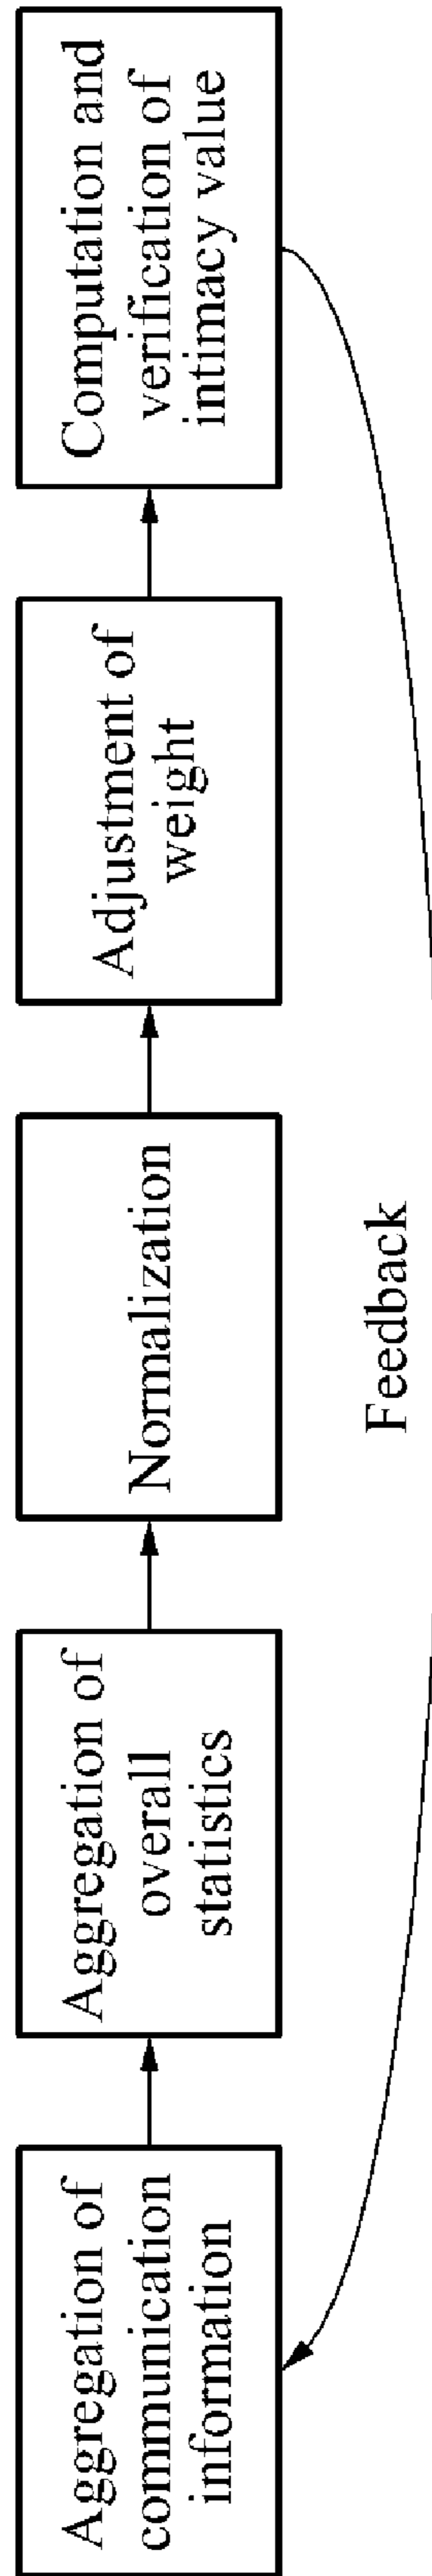 Aggregation of
communication
information
Aggregation of
overall
statistics
Normalization
Adjustment of
weight
Computation and
verification of
intimacy value
Feedback